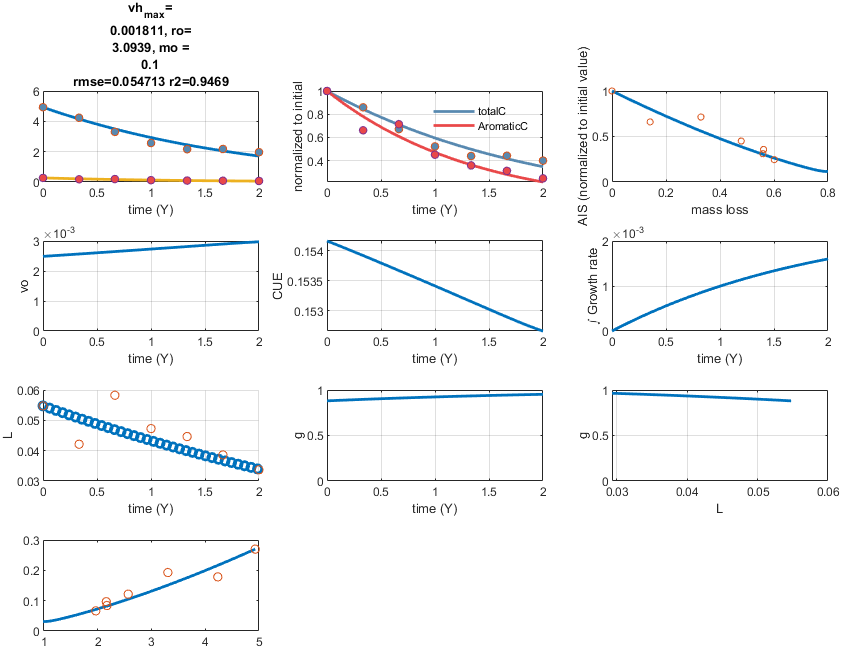 vh_max=
0.001811, ro=
3.0939, mo =
0.1
rmse=0.054713 r2=0.9469
6
4
2
0
0 0.5 1 1.5 2
time (Y)
normalized to initial
1
0.8
0.6
0.4
totalC
AromaticC
0 0.5 1 1.5 2
time (Y)
AIS (normalized to initial value)
1
0.5
0
0 0.2 0.4 0.6 0.8
mass loss
×10^-3
vo
3
2
1
0
0 0.5 1 1.5 2
time (Y)
CUE
0.154
0.1535
0.153
0 0.5 1 1.5 2
time (Y)
×10^-3
∫ Growth rate
2
1
0
0 0.5 1 1.5 2
time (Y)
L
0.06
0.05
0.04
0.03
0 0.5 1 1.5 2
time (Y)
g
1
0.5
0
0 0.5 1 1.5 2
time (Y)
g
1
0.5
0
0.03 0.04 0.05 0.06
L
0.3
0.2
0.1
0
1 2 3 4 5